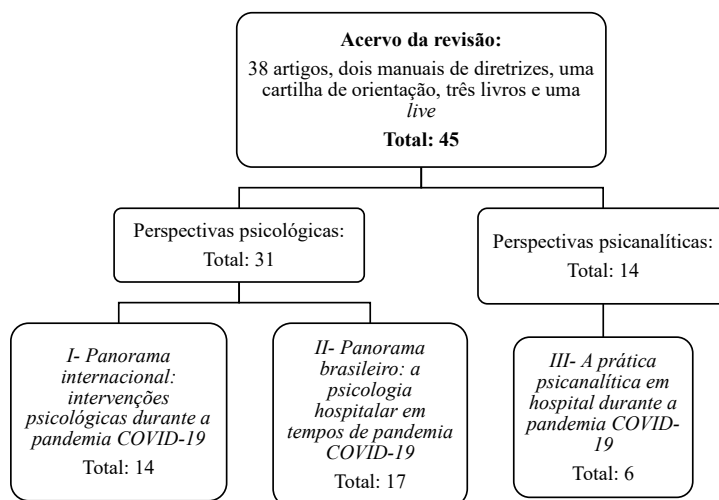 Acervo da revisão:
38 artigos, dois manuais de diretrizes, uma
cartilha de orientação, três livros e uma
live
Total: 45
Perspectivas psicológicas:
Total: 31
Perspectivas psicanalíticas:
Total: 14
I- Panorama
internacional:
intervenções
psicológicas durante a
pandemia COVID-19
Total: 14
II- Panorama
brasileiro: a
psicologia
hospitalar em
tempos de pandemia
COVID-19
Total: 17
III- A prática
psicanalítica em
hospital durante a
pandemia COVID-
19
Total: 6